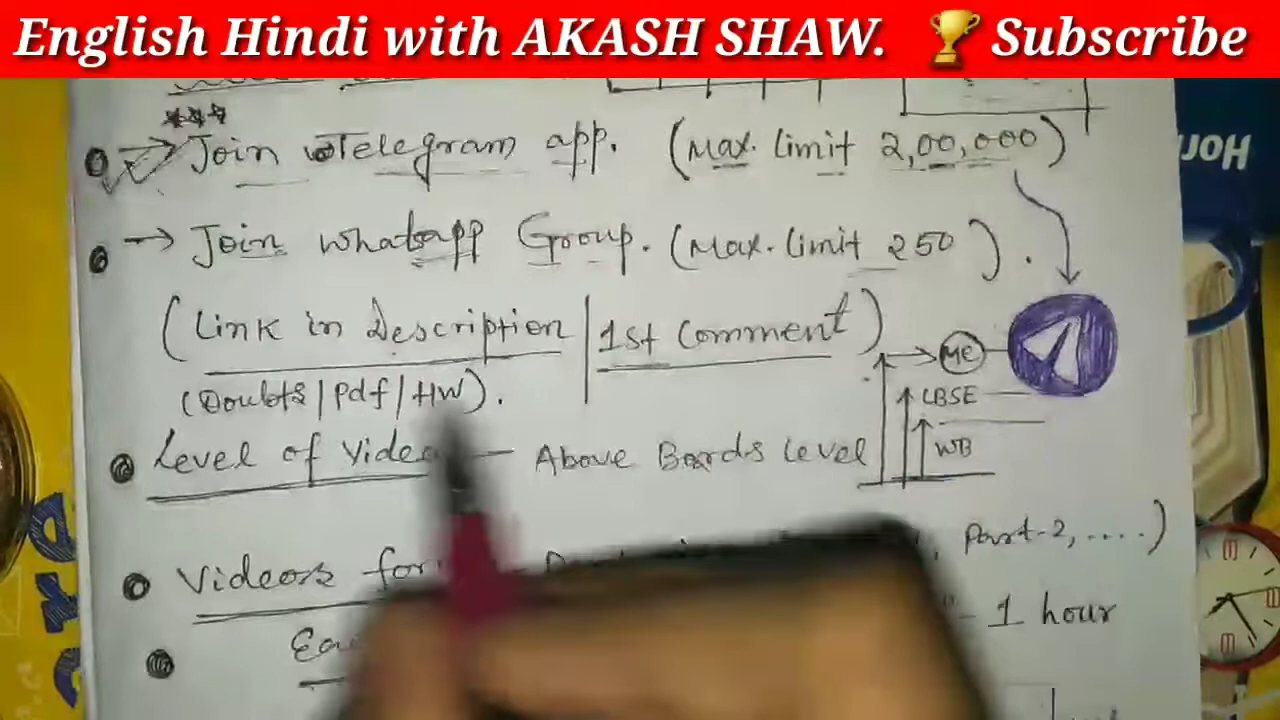 English Hindi with AKASH SHAW. 🏆 Subscribe
→ Join Telegram app. (Max. limit 2,00,000)
→ Join Whatsapp Group. (Max. limit 250).
(Link in Description | 1st Comment)
(Doubts | Pdf | HW).
Me
CBSE
WB
Level of Video — Above Bords Level
Videos for
Part-2, ....)
- 1 hour